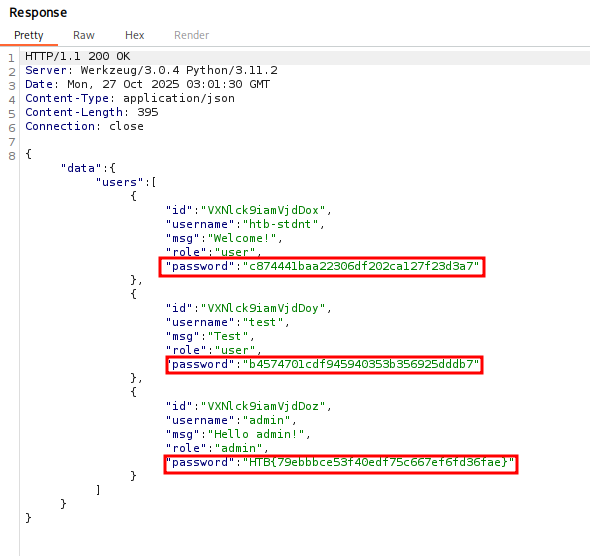 Response
Pretty Raw Hex Render
1 HTTP/1.1 200 OK
2 Server: Werkzeug/3.0.4 Python/3.11.2
3 Date: Mon, 27 Oct 2025 03:01:30 GMT
4 Content-Type: application/json
5 Content-Length: 395
6 Connection: close
7
8 {
"data":{
"users":[
{
"id":"VXNlck9iamVjdDox",
"username":"htb-stdnt",
"msg":"Welcome!",
"role":"user",
"password":"c874441baa22306df202ca127f23d3a7"
},
{
"id":"VXNlck9iamVjdDoy",
"username":"test",
"msg":"Test",
"role":"user",
"password":"b4574701cdf945940353b356925dddb7"
},
{
"id":"VXNlck9iamVjdDoz",
"username":"admin",
"msg":"Hello admin!",
"role":"admin",
"password":"HTB{79ebbbce53f40edf75c667ef6fd36fae}"
}
]
}
}